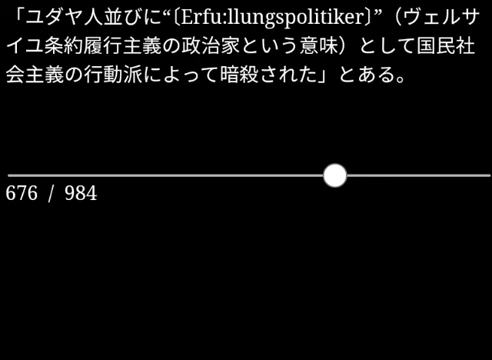 「ユダヤ人並びに“〔Erfu:llungspolitiker〕”（ヴェルサ
イユ条約履行主義の政治家という意味）として国民社
会主義の行動派によって暗殺された」とある。
676 / 984